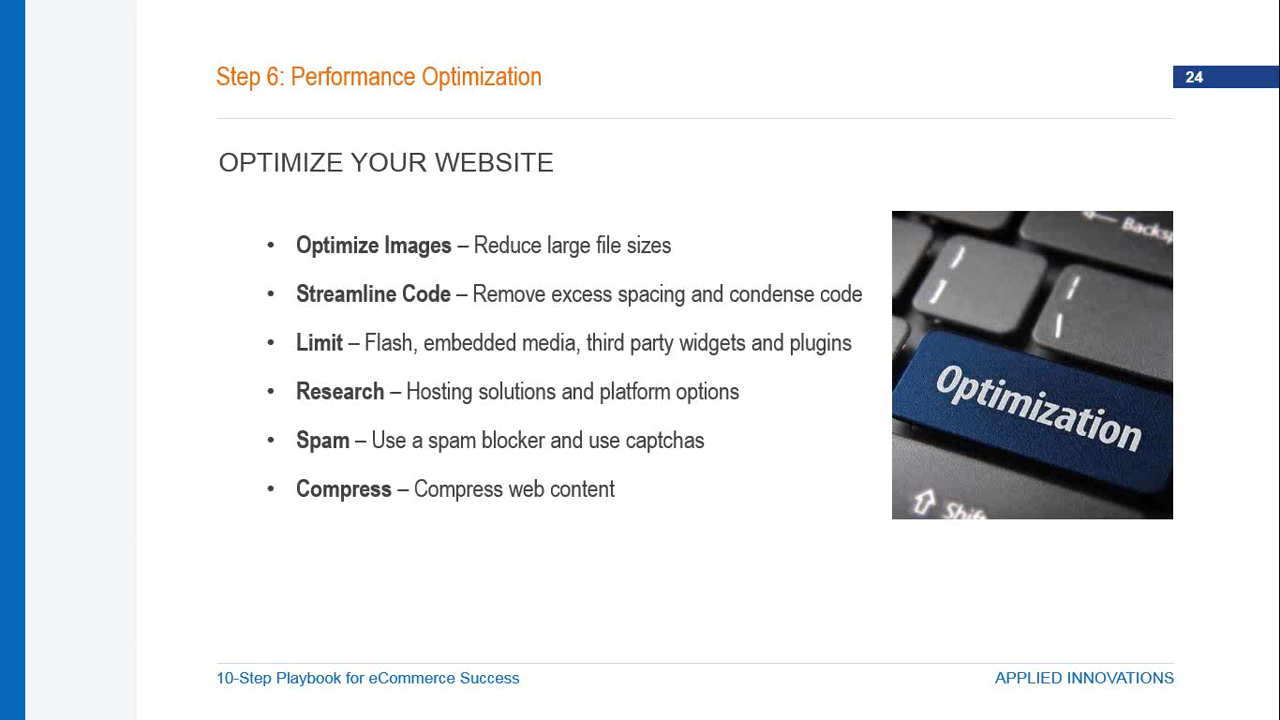 Step 6: Performance Optimization
24
OPTIMIZE YOUR WEBSITE
• Optimize Images – Reduce large file sizes
• Streamline Code – Remove excess spacing and condense code
• Limit – Flash, embedded media, third party widgets and plugins
• Research – Hosting solutions and platform options
• Spam – Use a spam blocker and use captchas
• Compress – Compress web content
Optimization
10-Step Playbook for eCommerce Success
APPLIED INNOVATIONS